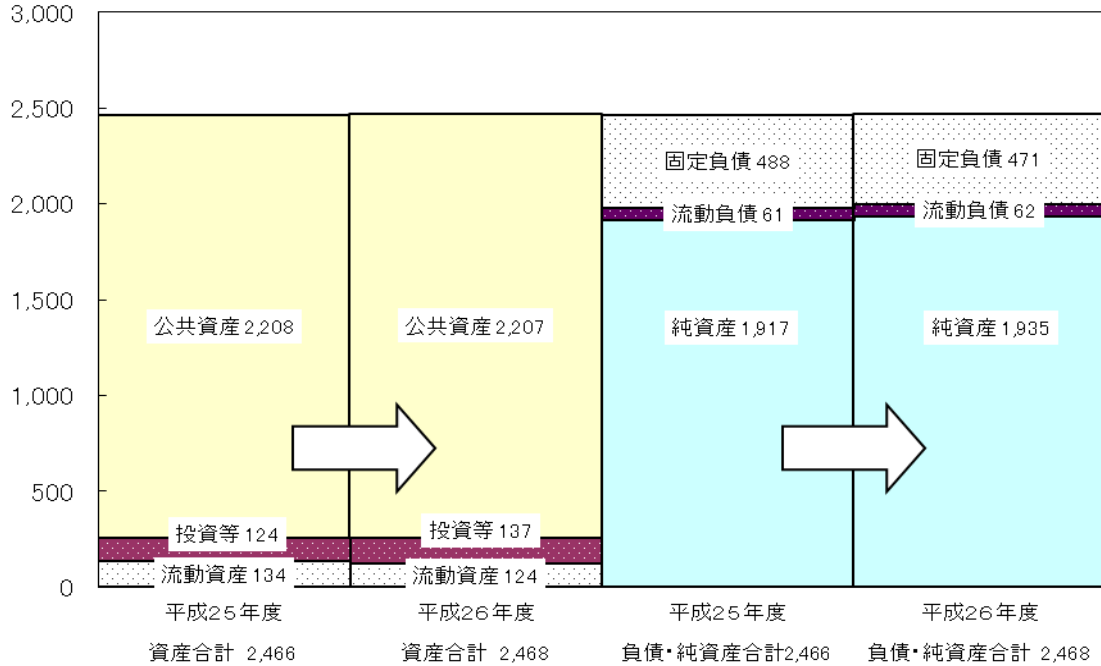 3,000
2,500
2,000
1,500
1,000
500
0
固定負債 488
固定負債 471
流動負債 61
流動負債 62
公共資産 2,208
公共資産 2,207
純資産 1,917
純資産 1,935
投資等 124
投資等 137
流動資産 134
流動資産 124
平成25年度
平成26年度
平成25年度
平成26年度
資産合計 2,466
資産合計 2,468
負債・純資産合計2,466
負債・純資産合計 2,468